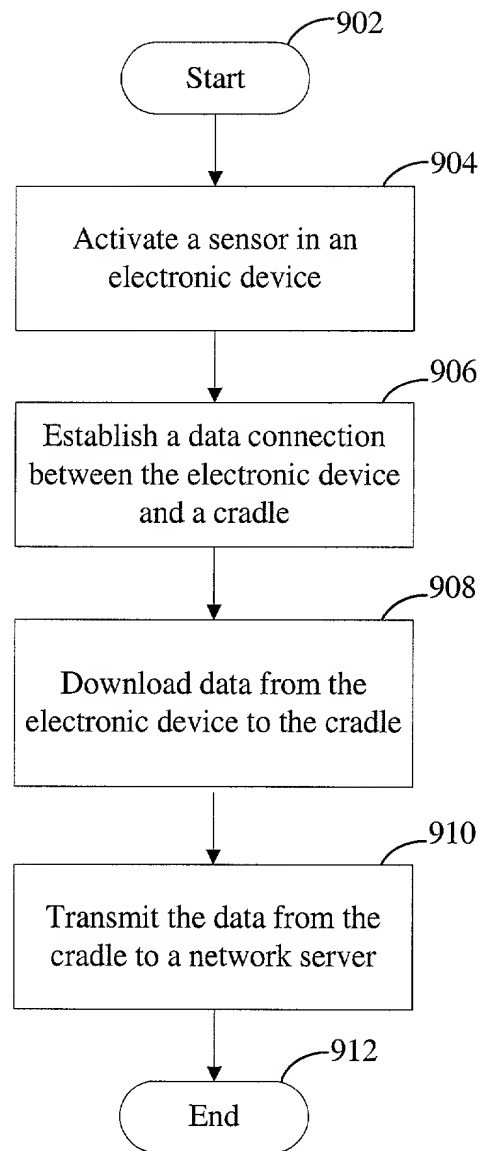 902
Start
904
Activate a sensor in an
electronic device
906
Establish a data connection
between the electronic device
and a cradle
908
Download data from the
electronic device to the cradle
910
Transmit the data from the
cradle to a network server
912
End